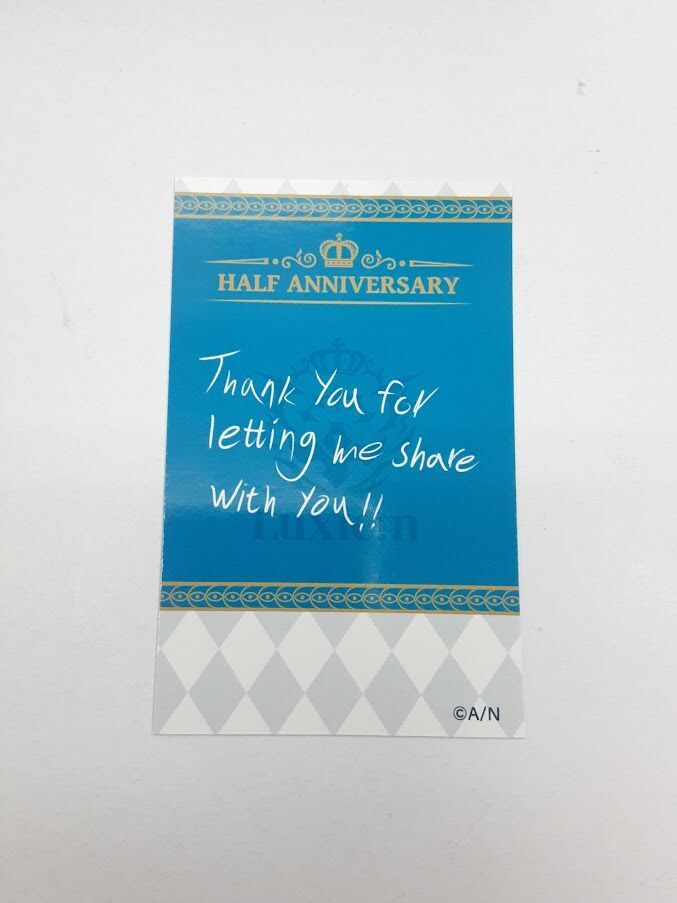 HALF ANNIVERSARY
Thank You for
letting me share
with You!!
Luxiem
©A/N